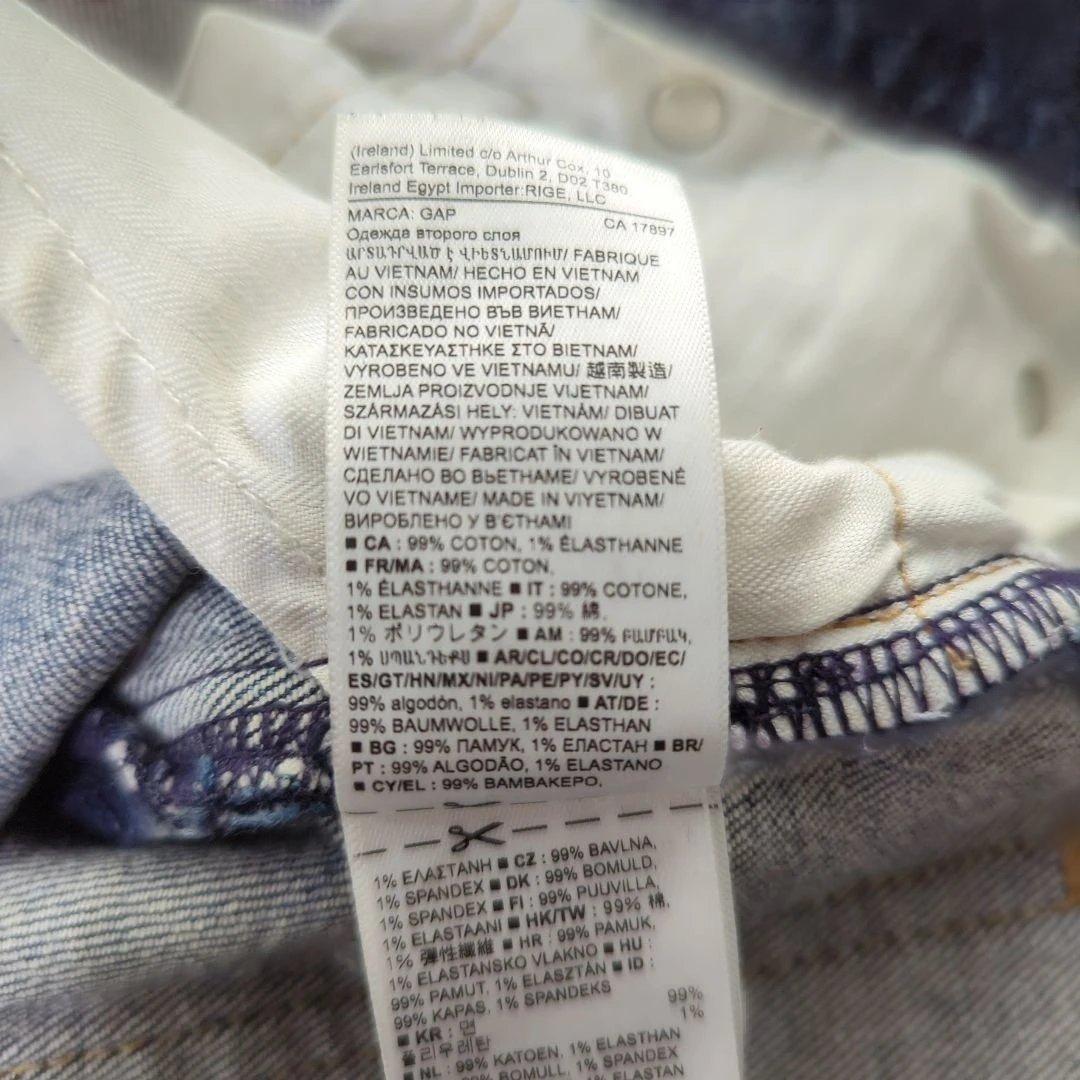 (Ireland) Limited c/o Arthur Cox, 10
Earlsfort Terrace, Dublin 2, D02 T380
Ireland Egypt Importer:RIGE, LLC
MARCA: GAP
CA 17897
Одежда второго слоя
ԱՐՏԱԴՐՎԱԾ Է ՎԻԵՏՆԱՄՈՒՄ/ FABRIQUE
AU VIETNAM/ HECHO EN VIETNAM
CON INSUMOS IMPORTADOS/
ПРОИЗВЕДЕНО ВЪВ ВИЕТНАМ/
FABRICADO NO VIETNÃ/
ΚΑΤΑΣΚΕΥΑΣΤΗΚΕ ΣΤΟ ΒΙΕΤΝΑΜ/
VYROBENO VE VIETNAMU/ 越南製造/
ZEMLJA PROIZVODNJE VIJETNAM/
SZÁRMAZÁSI HELY: VIETNÁM/ DIBUAT
DI VIETNAM/ WYPRODUKOWANO W
WIETNAMIE/ FABRICAT ÎN VIETNAM/
СДЕЛАНО ВО ВЬЕТНАМЕ/ VYROBENÉ
VO VIETNAME/ MADE IN VIYETNAM/
ВИРОБЛЕНО У В'ЄТНАМІ
■ CA : 99% COTON, 1% ÉLASTHANNE
■ FR/MA : 99% COTON,
1% ÉLASTHANNE ■ IT : 99% COTONE,
1% ELASTAN ■ JP : 99% 綿,
1% ポリウレタン ■ AM : 99% ԲԱՄԲԱԿ,
1% ՍՊԱՆԴԵՔՍ ■ AR/CL/CO/CR/DO/EC/
ES/GT/HN/MX/NI/PA/PE/PY/SV/UY :
99% algodón, 1% elastano ■ AT/DE :
99% BAUMWOLLE, 1% ELASTHAN
■ BG : 99% ПАМУК, 1% ЕЛАСТАН ■ BR/
PT : 99% ALGODÃO, 1% ELASTANO
■ CY/EL : 99% ΒΑΜΒΑΚΕΡΟ,
1% ΕΛΑΣΤΑΝΗ ■ CZ : 99% BAVLNA,
1% SPANDEX ■ DK : 99% BOMULD,
1% SPANDEX ■ FI : 99% PUUVILLA,
1% ELASTAANI ■ HK/TW : 99% 棉,
1% 彈性纖維 ■ HR : 99% PAMUK,
1% ELASTANSKO VLAKNO ■ HU :
99% PAMUT, 1% ELASZTÁN ■ ID :
99% KAPAS, 1% SPANDEKS
■ KR : 면 99%
폴리우레탄 1%
■ NL : 99% KATOEN, 1% ELASTHAN
99% BOMULL, 1% SPANDEX
1% ELASTAN